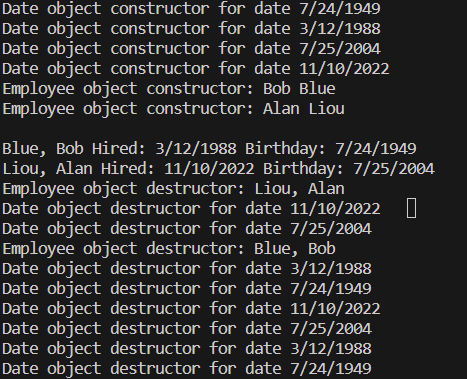 Date object constructor for date 7/24/1949
Date object constructor for date 3/12/1988
Date object constructor for date 7/25/2004
Date object constructor for date 11/10/2022
Employee object constructor: Bob Blue
Employee object constructor: Alan Liou
Blue, Bob Hired: 3/12/1988 Birthday: 7/24/1949
Liou, Alan Hired: 11/10/2022 Birthday: 7/25/2004
Employee object destructor: Liou, Alan
Date object destructor for date 11/10/2022
Date object destructor for date 7/25/2004
Employee object destructor: Blue, Bob
Date object destructor for date 3/12/1988
Date object destructor for date 7/24/1949
Date object destructor for date 11/10/2022
Date object destructor for date 7/25/2004
Date object destructor for date 3/12/1988
Date object destructor for date 7/24/1949